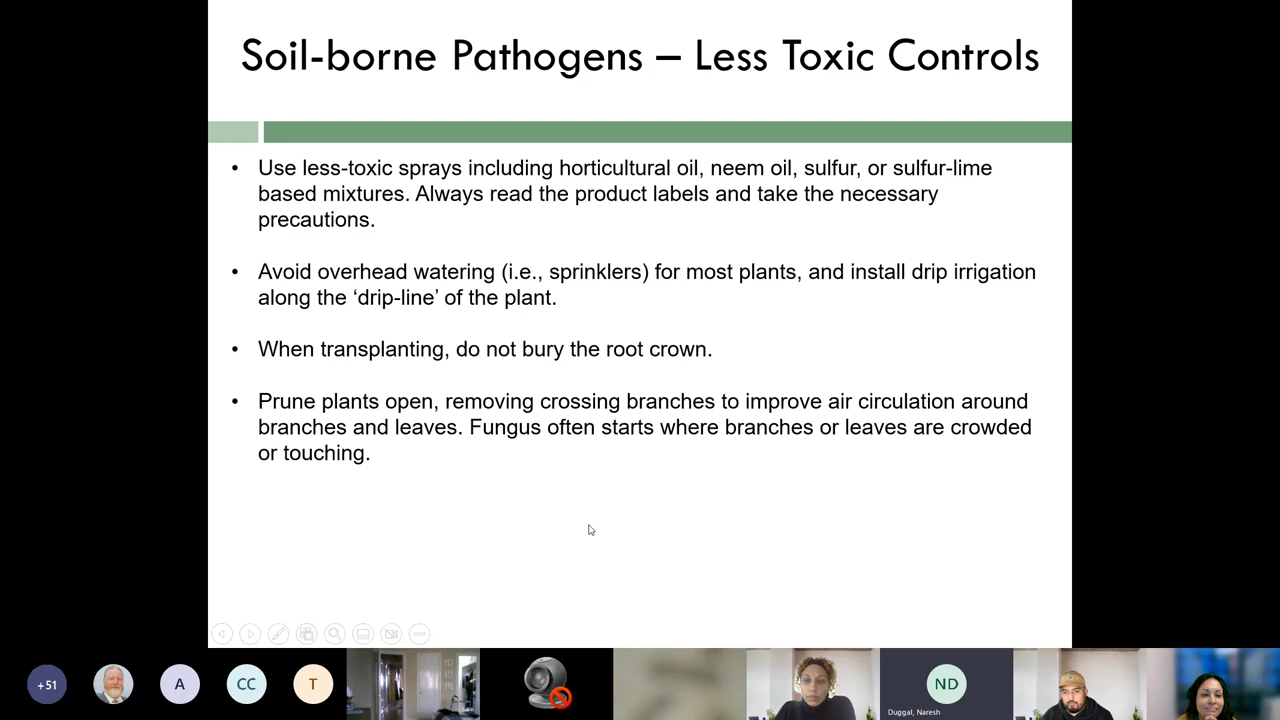 Soil-borne Pathogens – Less Toxic Controls
• Use less-toxic sprays including horticultural oil, neem oil, sulfur, or sulfur-lime
based mixtures. Always read the product labels and take the necessary
precautions.
• Avoid overhead watering (i.e., sprinklers) for most plants, and install drip irrigation
along the ‘drip-line’ of the plant.
• When transplanting, do not bury the root crown.
• Prune plants open, removing crossing branches to improve air circulation around
branches and leaves. Fungus often starts where branches or leaves are crowded
or touching.
+51
A
CC
T
ND
Duggal, Naresh